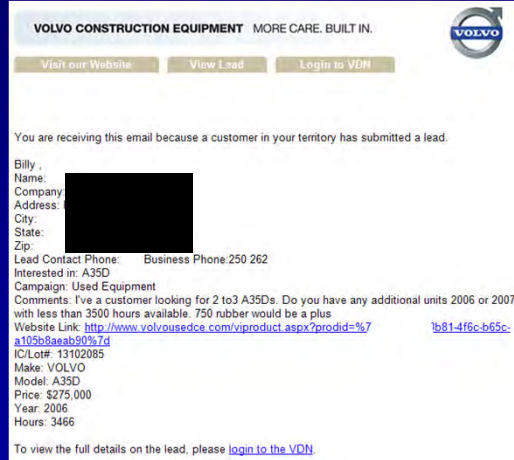 VOLVO CONSTRUCTION EQUIPMENT MORE CARE. BUILT IN.
VOLVO
Visit our Website View Lead Login to VDN
You are receiving this email because a customer in your territory has submitted a lead.
Billy ,
Name:
Company:
Address:
City:
State:
Zip:
Lead Contact Phone: Business Phone:250 262
Interested in: A35D
Campaign: Used Equipment
Comments: I've a customer looking for 2 to3 A35Ds. Do you have any additional units 2006 or 2007
with less than 3500 hours available. 750 rubber would be a plus
Website Link: http://www.volvousedce.com/viproduct.aspx?prodid=%7 b81-4f6c-b65c-
a105b8aeab90%7d
IC/Lot#: 13102085
Make: VOLVO
Model: A35D
Price: $275,000
Year: 2006
Hours: 3466
To view the full details on the lead, please login to the VDN.